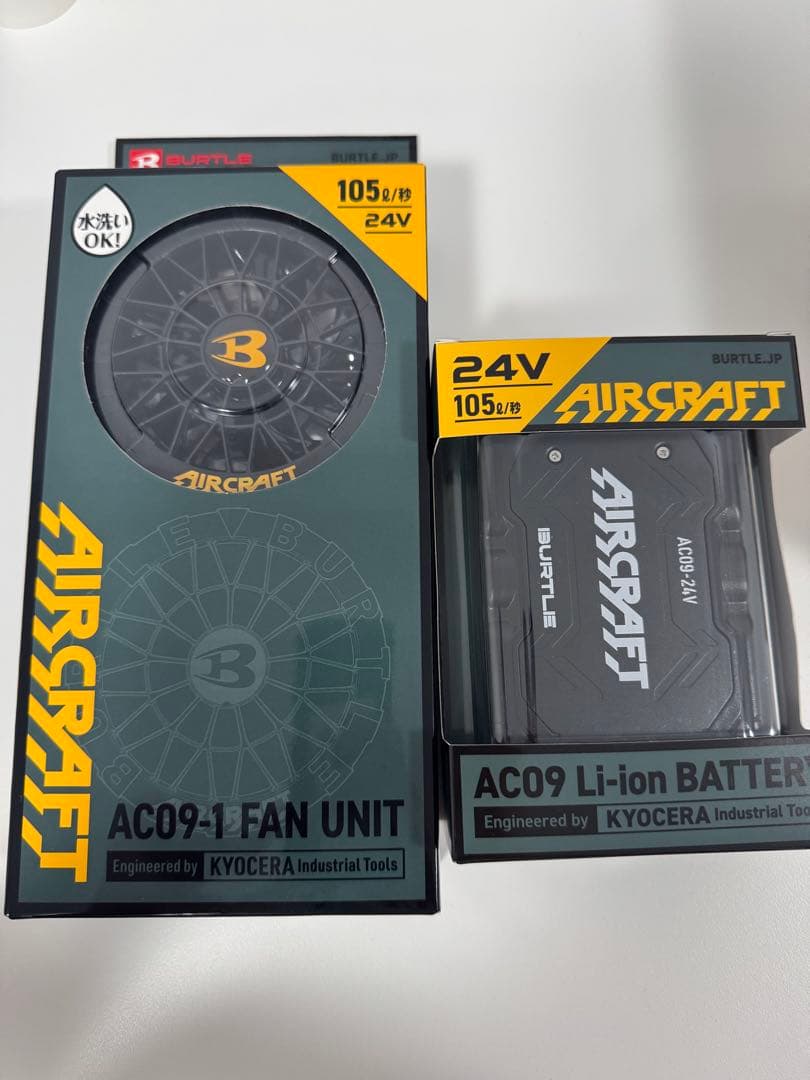 BURTLE
BURTLE.JP
水洗い
OK!
105ℓ/秒
24V
B
AIRCRAFT
BURTLE
B
AIRCRAFT
AC09-1 FAN UNIT
Engineered by KYOCERA Industrial Tools
24V
105ℓ/秒
BURTLE.JP
AIRCRAFT
AIRCRAFT
BURTLE
AC09-24V
AC09 Li-ion BATTERY
Engineered by KYOCERA Industrial Too